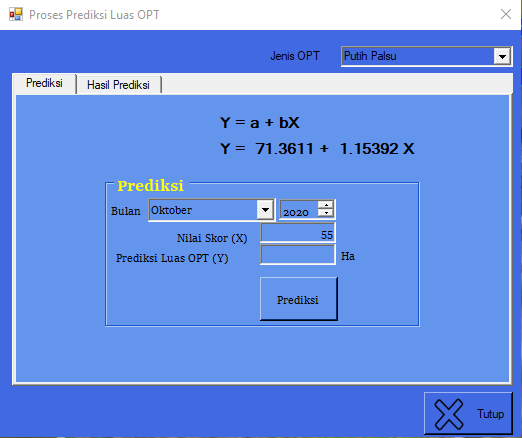 Proses Prediksi Luas OPT
Jenis OPT Putih Palsu
Prediksi Hasil Prediksi
Y = a + bX
Y = 71.3611 + 1.15392 X
Prediksi
Bulan Oktober 2020
Nilai Skor (X) 55
Prediksi Luas OPT (Y) Ha
Prediksi
Tutup